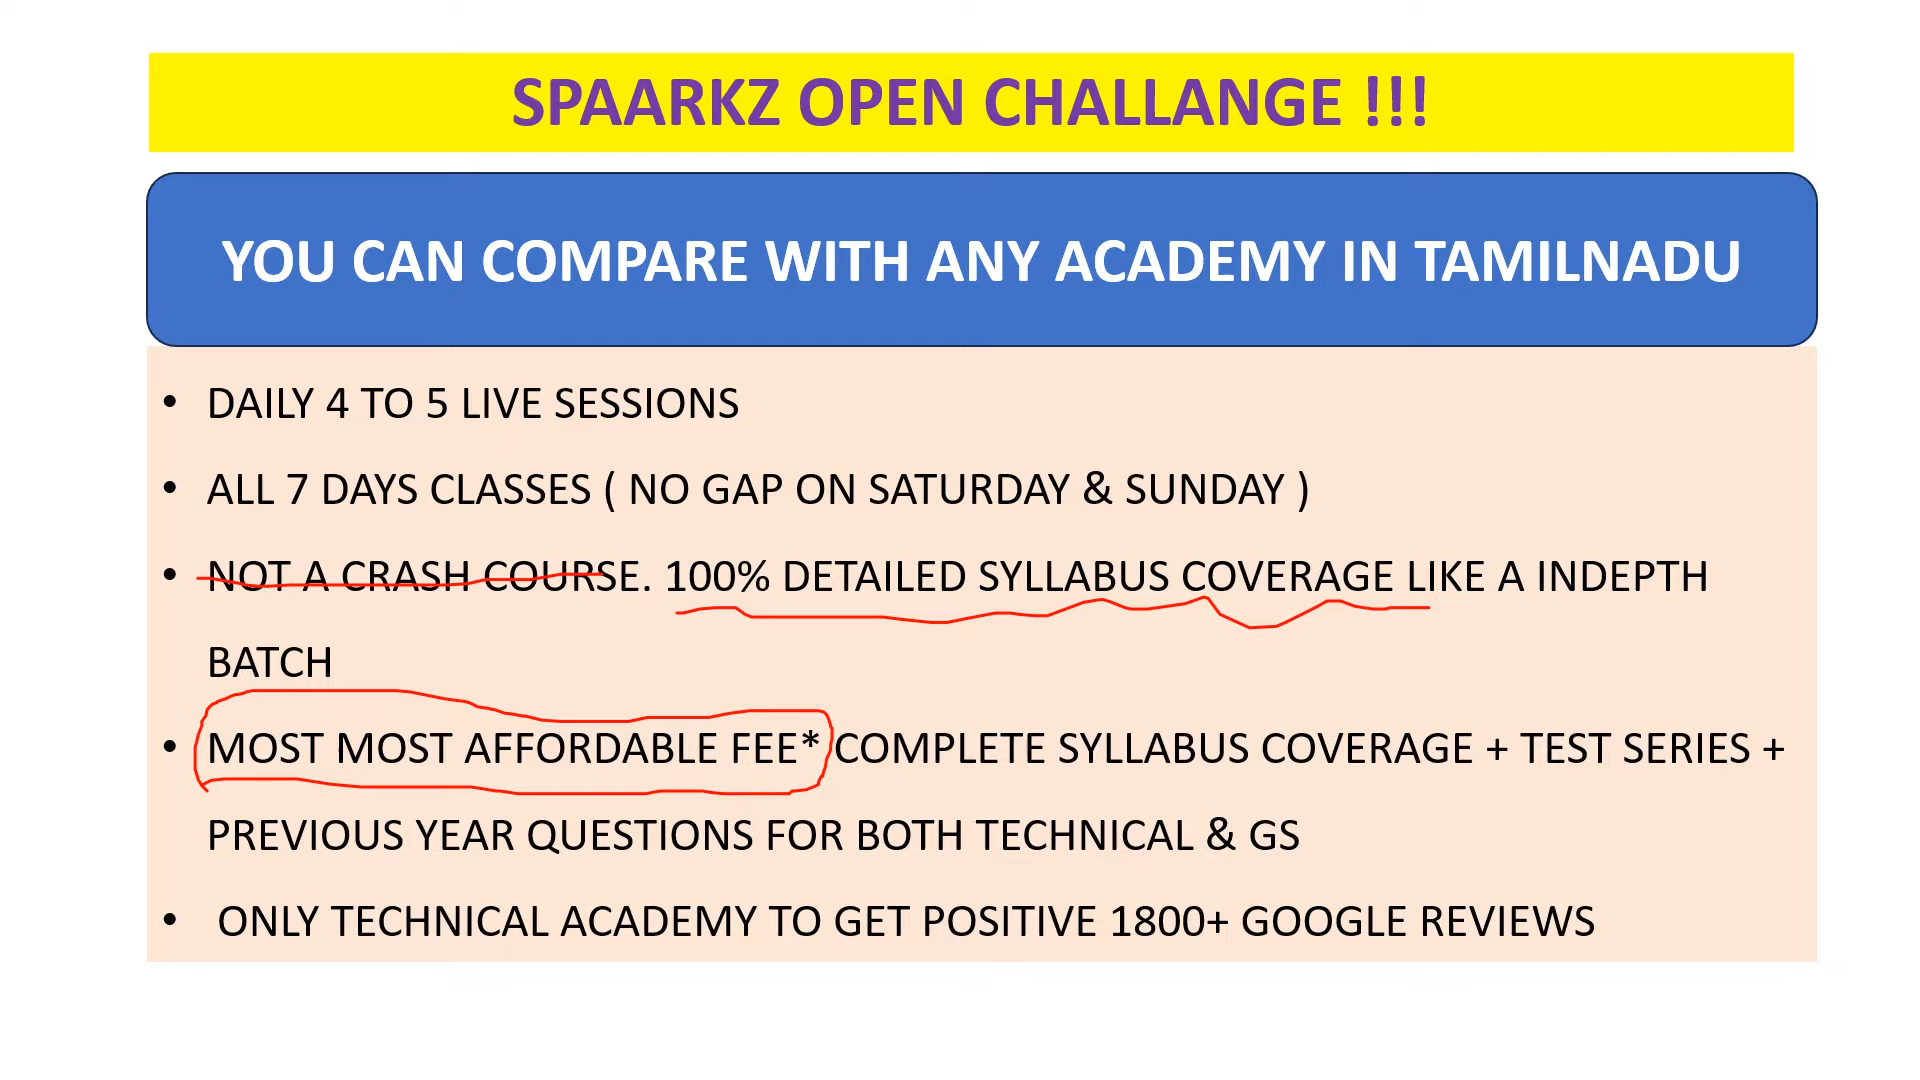 SPAARKZ OPEN CHALLANGE !!!
YOU CAN COMPARE WITH ANY ACADEMY IN TAMILNADU
• DAILY 4 TO 5 LIVE SESSIONS
• ALL 7 DAYS CLASSES ( NO GAP ON SATURDAY & SUNDAY )
• NOT A CRASH COURSE. 100% DETAILED SYLLABUS COVERAGE LIKE A INDEPTH
BATCH
• MOST MOST AFFORDABLE FEE* COMPLETE SYLLABUS COVERAGE + TEST SERIES +
PREVIOUS YEAR QUESTIONS FOR BOTH TECHNICAL & GS
• ONLY TECHNICAL ACADEMY TO GET POSITIVE 1800+ GOOGLE REVIEWS